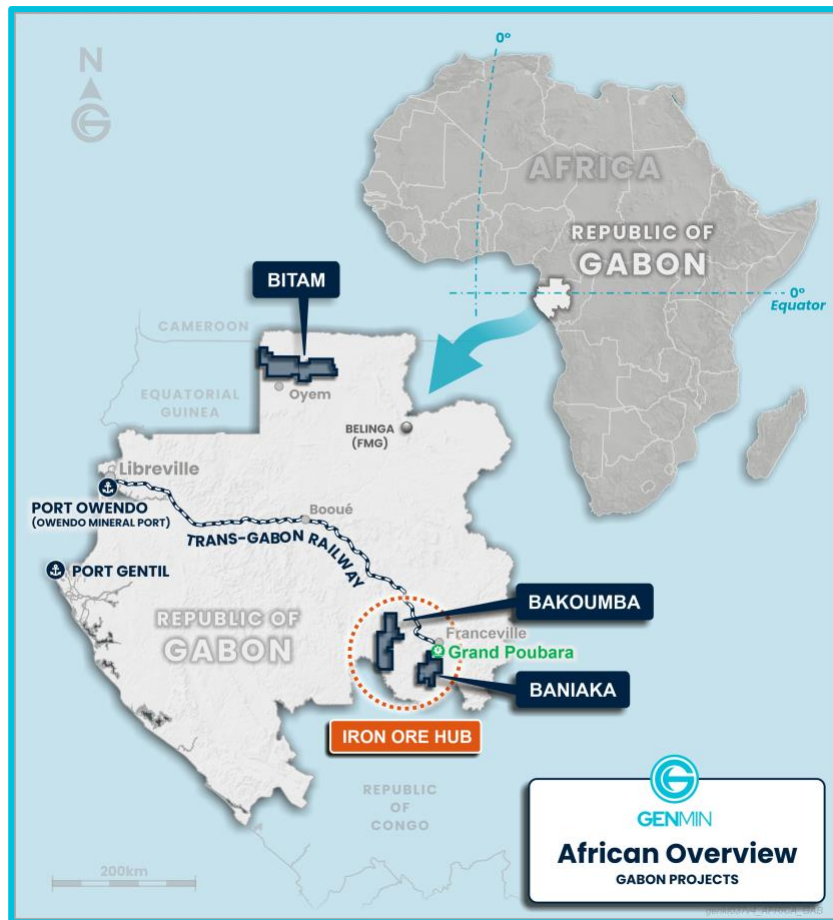 N
0°
AFRICA
REPUBLIC OF
GABON
0°
Equator
BITAM
CAMEROON
EQUATORIAL
GUINEA
Oyem
BELINGA
(FMG)
Libreville
PORT OWENDO
(OWENDO MINERAL PORT)
Booué
TRANS-GABON RAILWAY
PORT GENTIL
REPUBLIC OF
GABON
BAKOUMBA
Franceville
Grand Poubara
BANIAKA
IRON ORE HUB
REPUBLIC
OF
CONGO
200km
GENMIN
African Overview
GABON PROJECTS